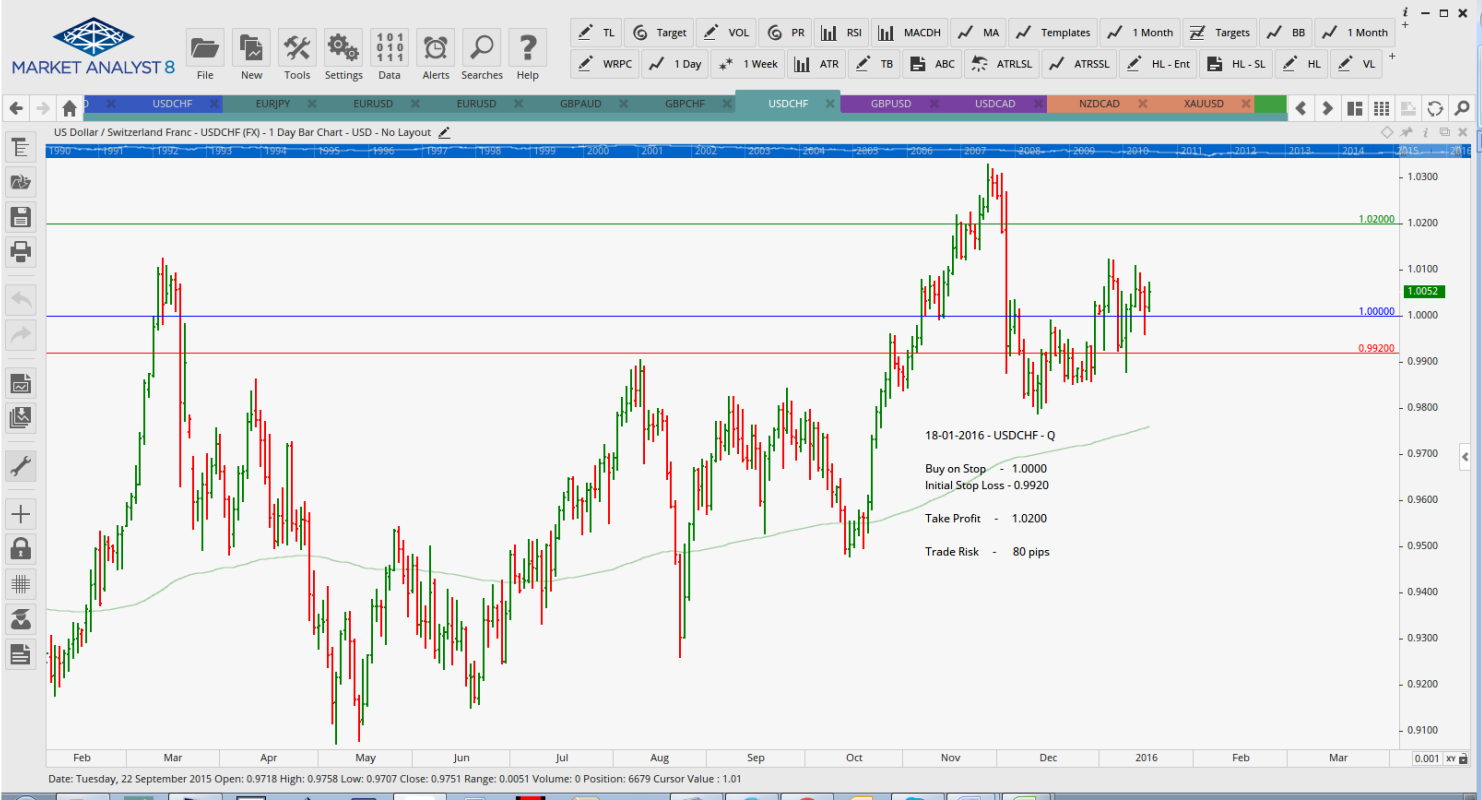 MARKET ANALYST 8
File New Tools Settings Data Alerts Searches Help
101
010
111
TL Target VOL PR RSI MACDH MA Templates 1 Month Targets BB 1 Month
WRPC 1 Day 1 Week ATR TB ABC ATRLSL ATRSSL HL - Ent HL - SL HL VL
USDCHF EURJPY EURUSD EURUSD GBPAUD GBPCHF USDCHF GBPUSD USDCAD NZDCAD XAUUSD
US Dollar / Switzerland Franc - USDCHF (FX) - 1 Day Bar Chart - USD - No Layout
1990 1991 1992 1993 1994 1995 1996 1997 1998 1999 2000 2001 2002 2003 2004 2005 2006 2007 2008 2009 2010 2011 2012 2013 2014 2015 2016
1.0300
1.02000 1.0200
1.0100
1.0052
1.00000 1.0000
0.99200
0.9900
0.9800
18-01-2016 - USDCHF - Q
0.9700
Buy on Stop - 1.0000
Initial Stop Loss - 0.9920
0.9600
Take Profit - 1.0200
0.9500
Trade Risk - 80 pips
0.9400
0.9300
0.9200
0.9100
Feb Mar Apr May Jun Jul Aug Sep Oct Nov Dec 2016 Feb Mar 0.001 XY
Date: Tuesday, 22 September 2015 Open: 0.9718 High: 0.9758 Low: 0.9707 Close: 0.9751 Range: 0.0051 Volume: 0 Position: 6679 Cursor Value : 1.01